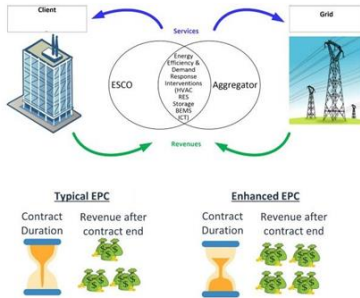 Client
Grid
Services
ESCO
Energy
Efficiency &
Demand
Response
Interventions
(HVAC
RES
Storage
BEMS
ICT)
Aggregator
Revenues
Typical EPC
Enhanced EPC
Contract
Duration
Revenue after
contract end
Contract
Duration
Revenue after
contract end